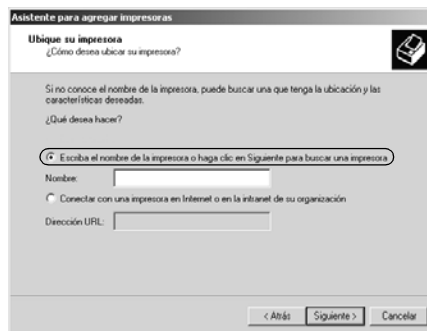 Asistente para agregar impresoras
Ubique su impresora
¿Cómo desea ubicar su impresora?
Si no conoce el nombre de la impresora, puede buscar una que tenga la ubicación y las
características deseadas.
¿Qué desea hacer?
Escriba el nombre de la impresora o haga clic en Siguiente para buscar una impresora
Nombre:
Conectar con una impresora en Internet o en la intranet de su organización
Dirección URL:
< Atrás
Siguiente >
Cancelar